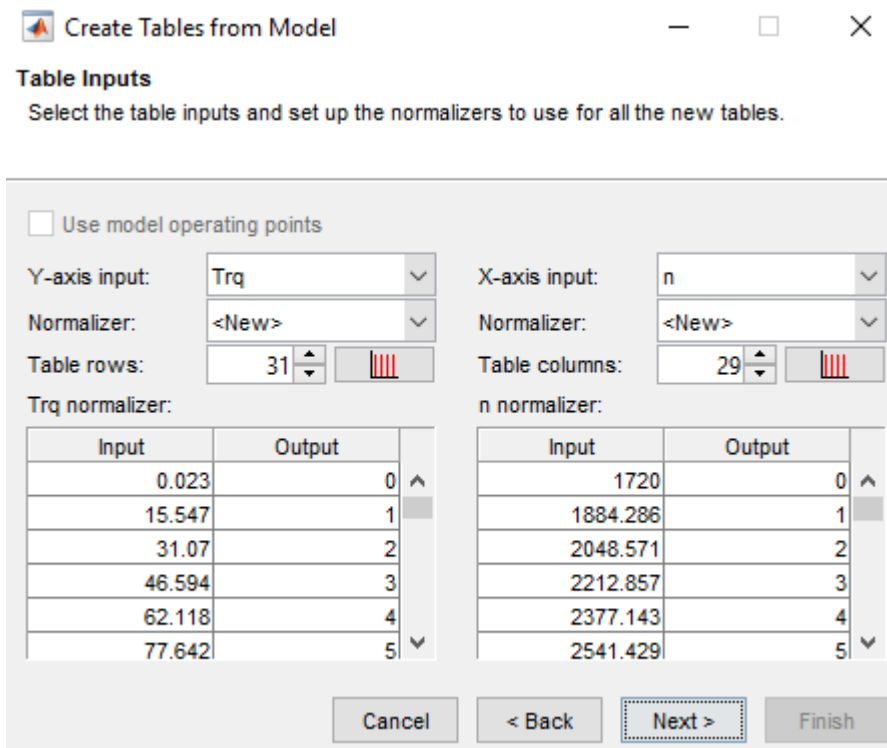 Create Tables from Model
Table Inputs
Select the table inputs and set up the normalizers to use for all the new tables.
Use model operating points
Y-axis input: Trq X-axis input: n
Normalizer: <New> Normalizer: <New>
Table rows: 31 Table columns: 29
Trq normalizer: n normalizer:
Input Output Input Output
0.023 0 1720 0
15.547 1 1884.286 1
31.07 2 2048.571 2
46.594 3 2212.857 3
62.118 4 2377.143 4
77.642 5 2541.429 5
Cancel < Back Next > Finish